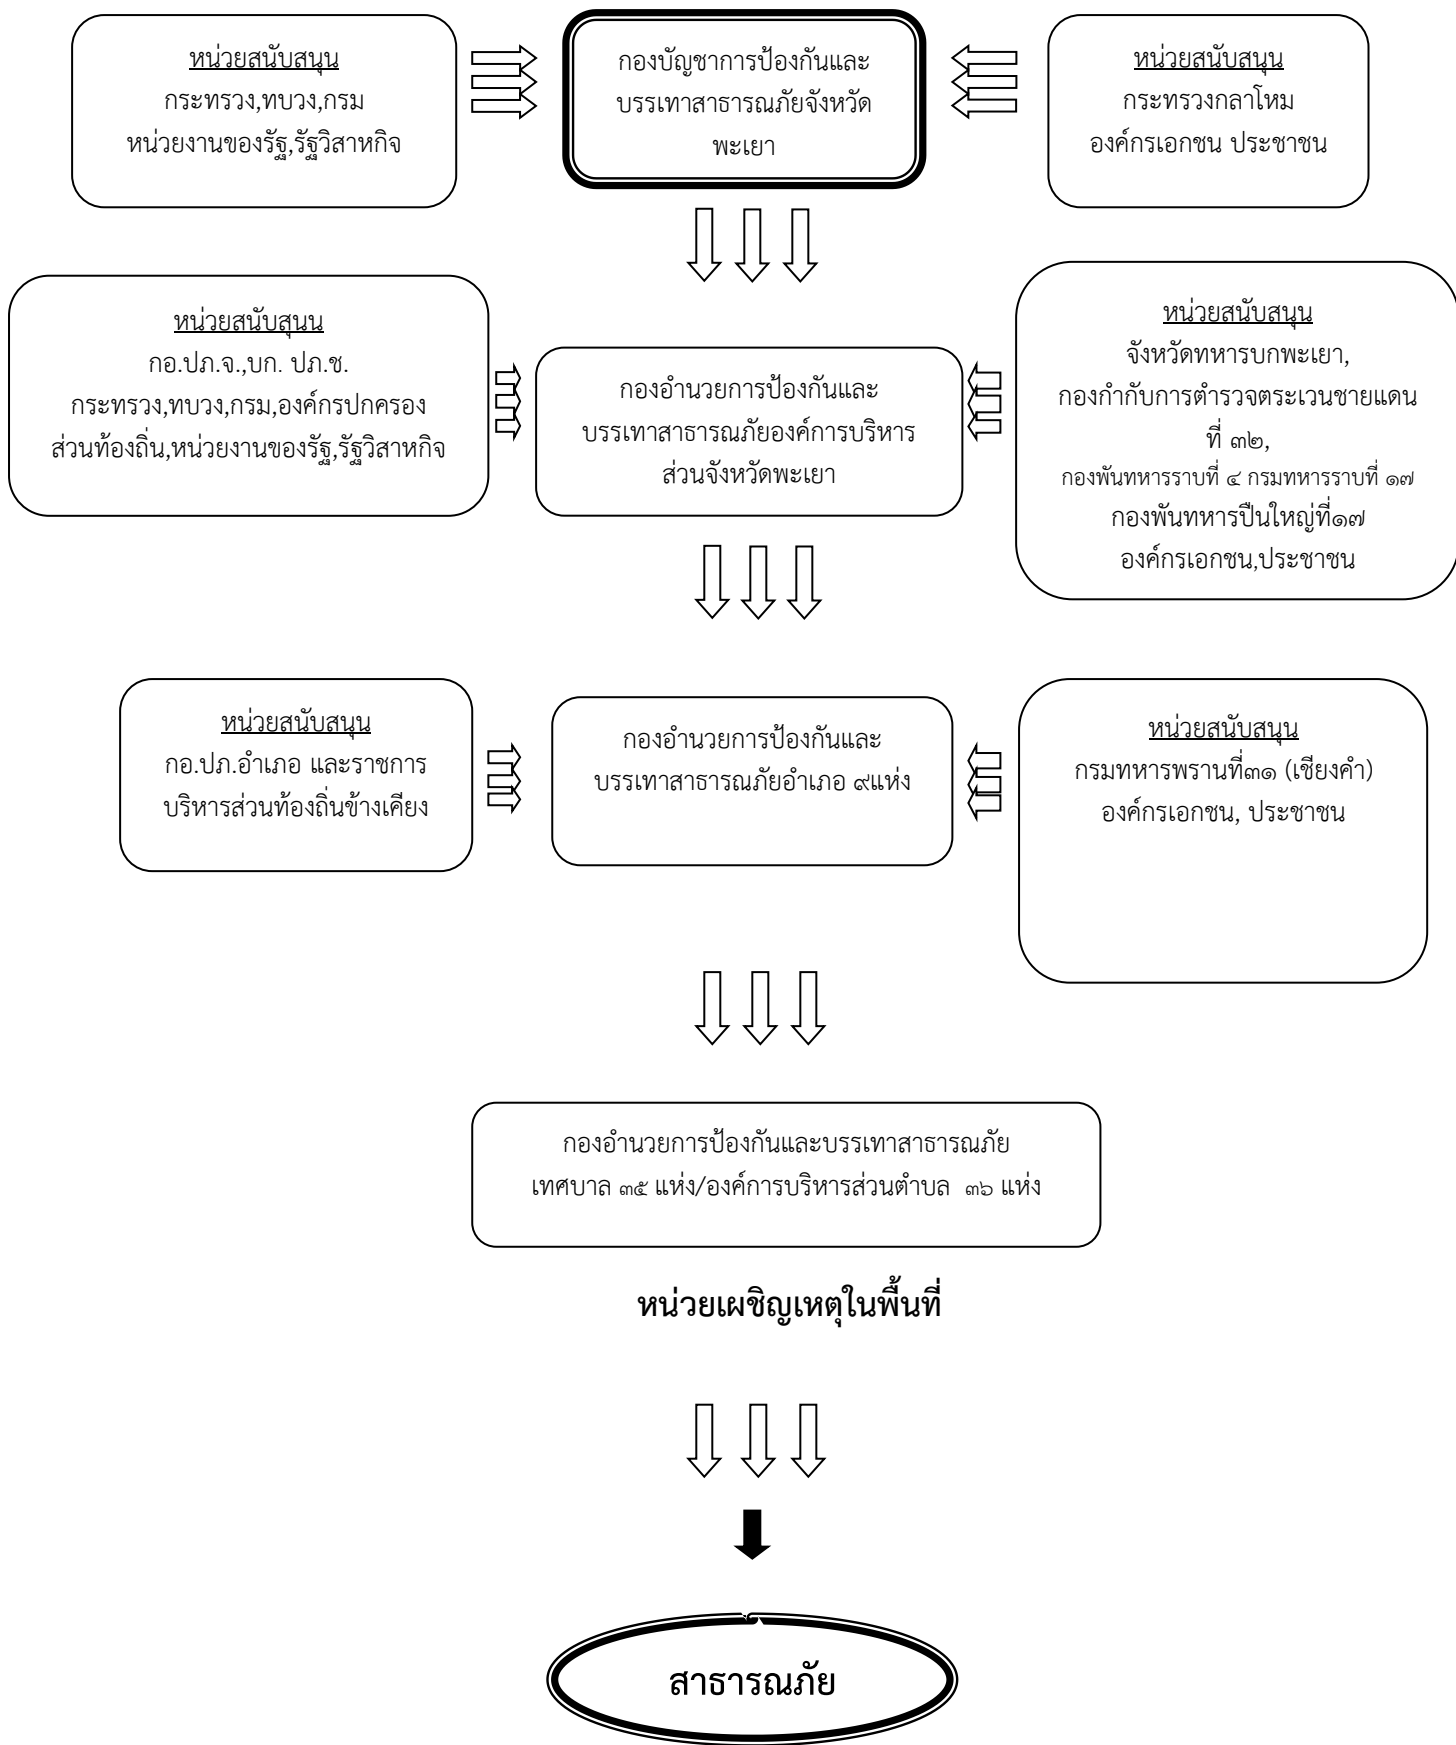 หน่วยสนับสนุน
กระทรวง,ทบวง,กรม
หน่วยงานของรัฐ,รัฐวิสาหกิจ
กองบัญชาการป้องกันและ
บรรเทาสาธารณภัยจังหวัด
พะเยา
หน่วยสนับสนุน
กระทรวงกลาโหม
องค์กรเอกชน ประชาชน
หน่วยสนับสุนน
กอ.ปภ.จ.,บก. ปภ.ช.
กระทรวง,ทบวง,กรม,องค์กรปกครอง
ส่วนท้องถิ่น,หน่วยงานของรัฐ,รัฐวิสาหกิจ
กองอำนวยการป้องกันและ
บรรเทาสาธารณภัยองค์การบริหาร
ส่วนจังหวัดพะเยา
หน่วยสนับสนุน
จังหวัดทหารบกพะเยา,
กองกำกับการตำรวจตระเวนชายแดน
ที่ ๓๒,
กองพันทหารราบที่ ๔ กรมทหารราบที่ ๑๗
กองพันทหารปืนใหญ่ที่๑๗
องค์กรเอกชน,ประชาชน
หน่วยสนับสนุน
กอ.ปภ.อำเภอ และราชการ
บริหารส่วนท้องถิ่นข้างเคียง
กองอำนวยการป้องกันและ
บรรเทาสาธารณภัยอำเภอ ๙แห่ง
หน่วยสนับสนุน
กรมทหารพรานที่๓๑ (เชียงคำ)
องค์กรเอกชน, ประชาชน
กองอำนวยการป้องกันและบรรเทาสาธารณภัย
เทศบาล ๓๕ แห่ง/องค์การบริหารส่วนตำบล ๓๖ แห่ง
หน่วยเผชิญเหตุในพื้นที่
สาธารณภัย